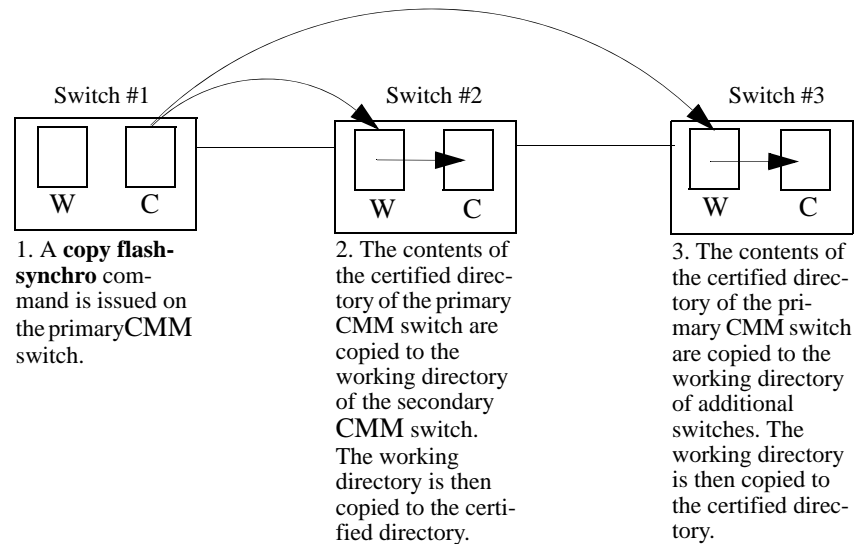 Switch #1
Switch #2
Switch #3
W
C
W
C
W
C
1. A copy flash-
synchro com-
mand is issued on
the primary CMM
switch.
2. The contents of
the certified direc-
tory of the primary
CMM switch are
copied to the
working directory
of the secondary
CMM switch.
The working
directory is then
copied to the certi-
fied directory.
3. The contents of
the certified direc-
tory of the pri-
mary CMM switch
are copied to the
working directory
of additional
switches. The
working directory
is then copied to
the certified direc-
tory.